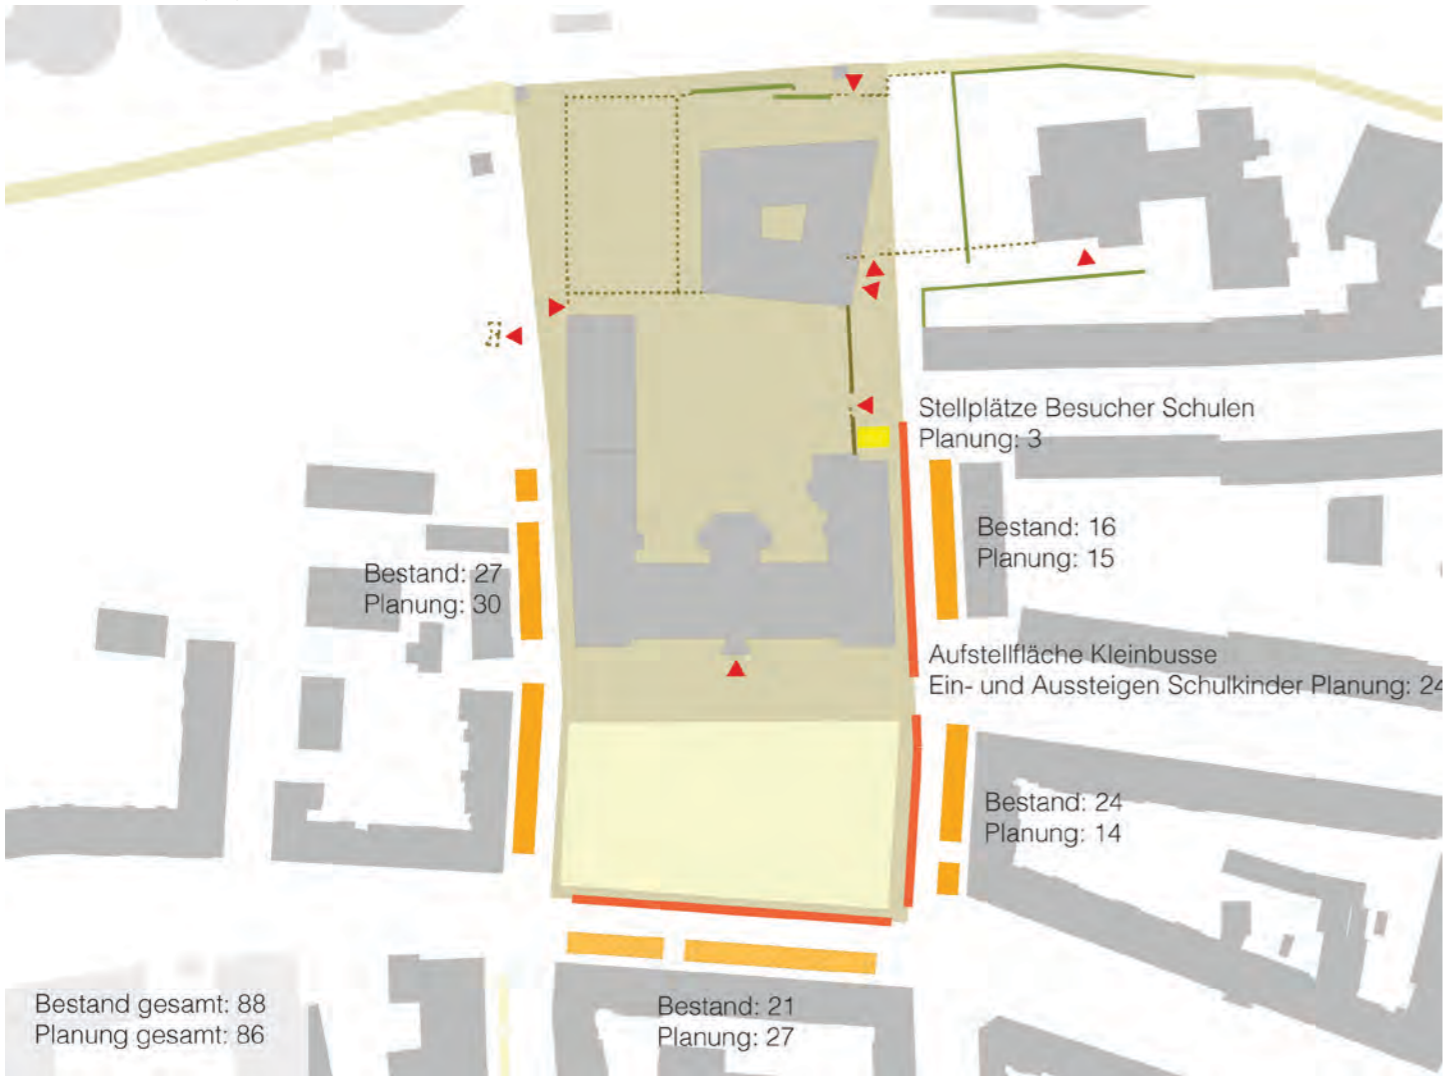 Stellplätze Besucher Schulen
Planung: 3
Bestand: 16
Planung: 15
Bestand: 27
Planung: 30
Aufstellfläche Kleinbusse
Ein- und Aussteigen Schulkinder Planung: 24
Bestand: 24
Planung: 14
Bestand gesamt: 88
Planung gesamt: 86
Bestand: 21
Planung: 27